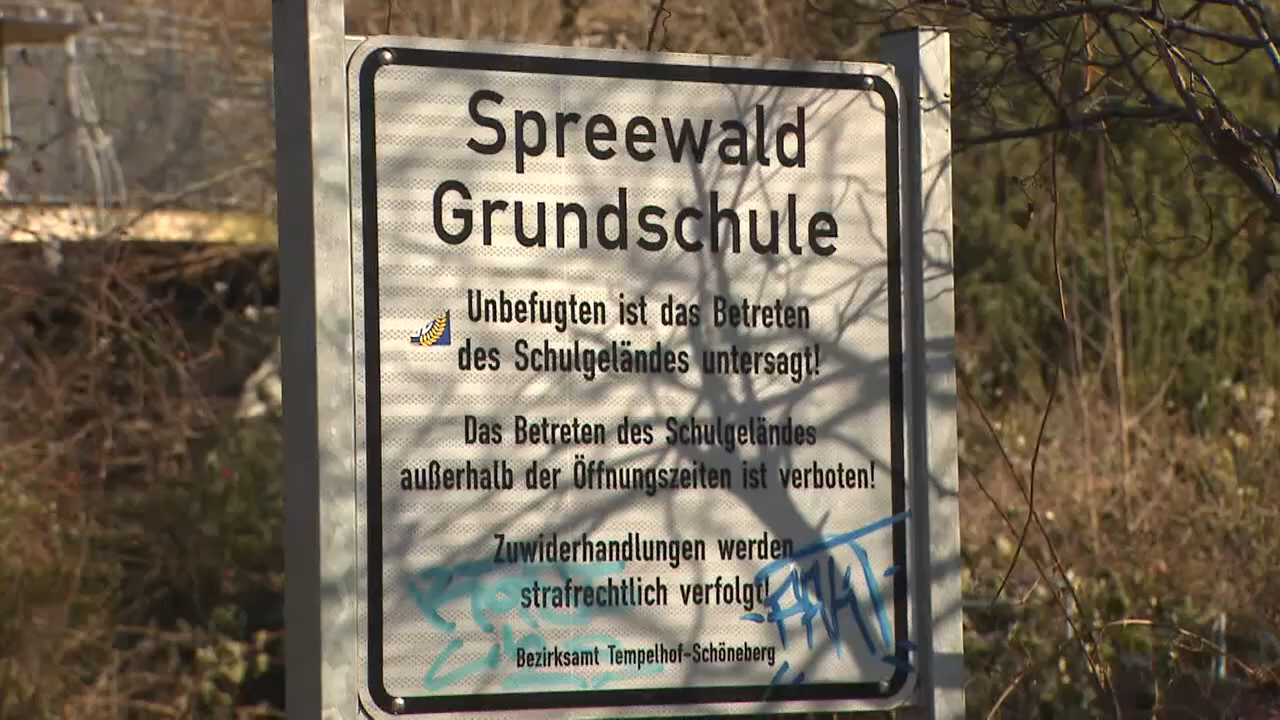 Spreewald
Grundschule
Unbefugten ist das Betreten
des Schulgeländes untersagt!
Das Betreten des Schulgeländes
außerhalb der Öffnungszeiten ist verboten!
Zuwiderhandlungen werden
strafrechtlich verfolgt!
Bezirksamt Tempelhof-Schöneberg